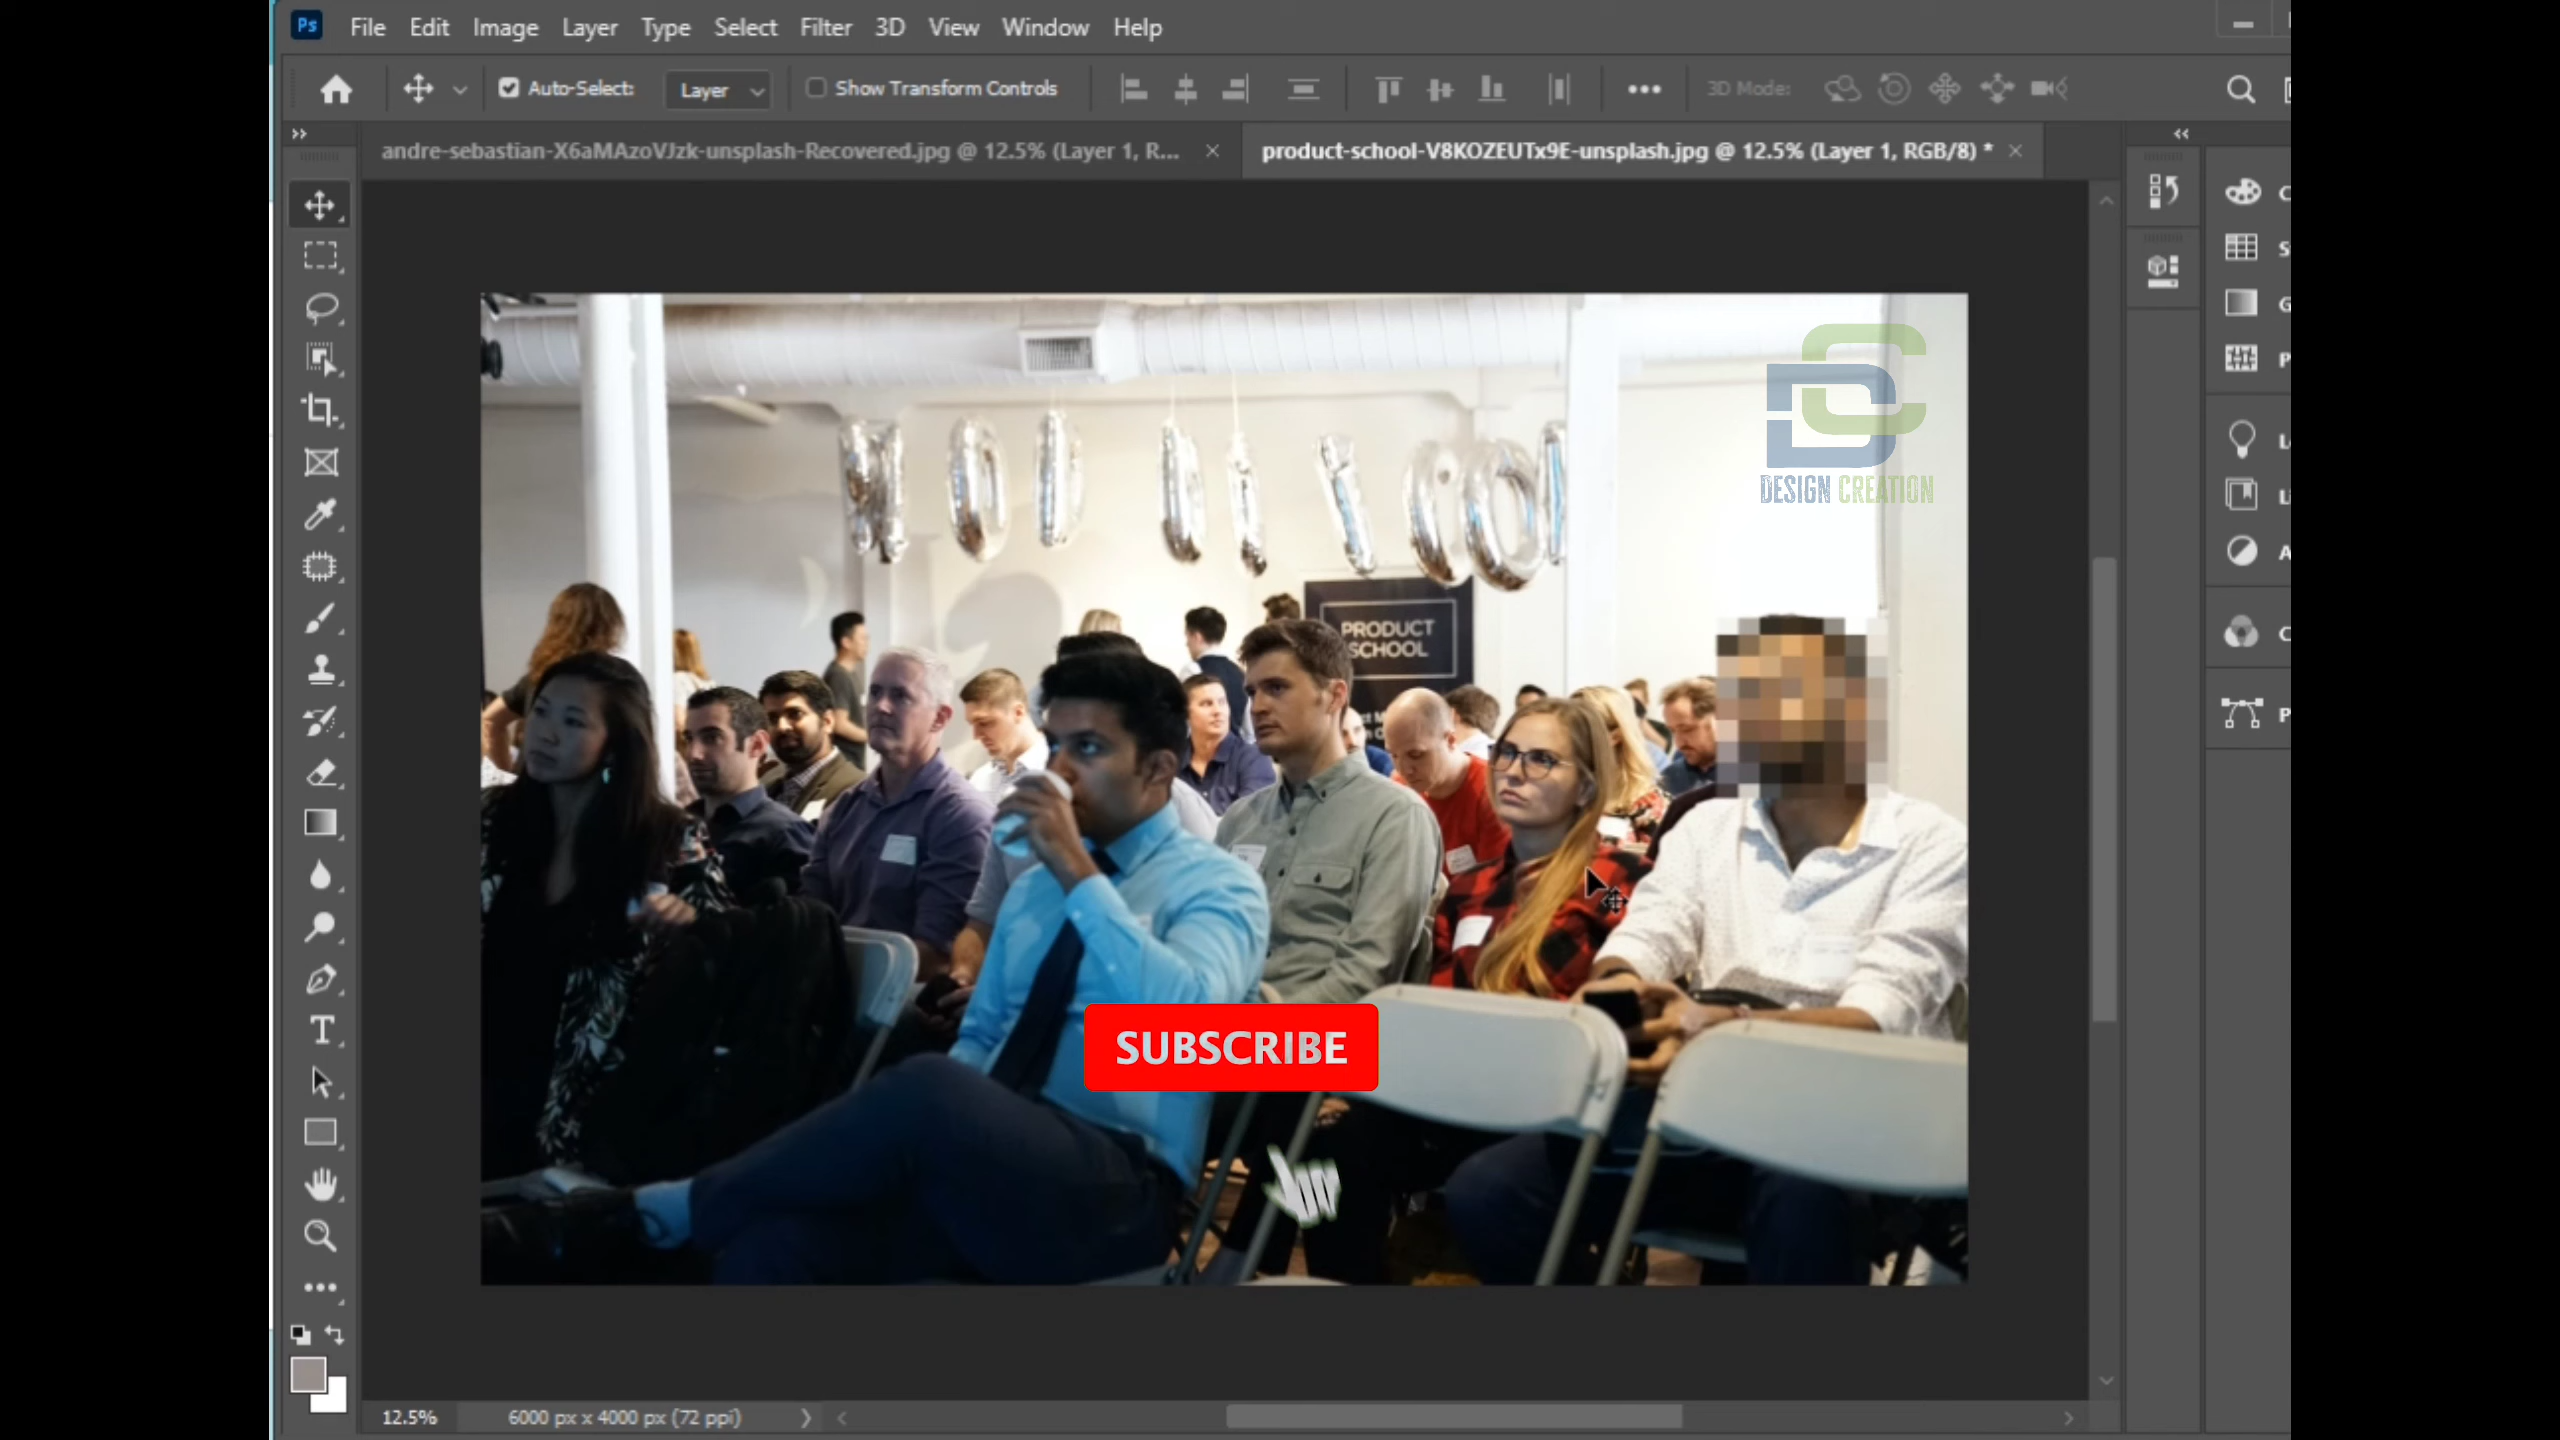 Ps File Edit Image Layer Type Select Filter 3D View Window Help
Auto-Select: Layer Show Transform Controls 3D Mode:
andre-sebastian-X6aMAzoVJzk-unsplash-Recovered.jpg @ 12.5% (Layer 1, R... × product-school-V8KOZEUTx9E-unsplash.jpg @ 12.5% (Layer 1, RGB/8) * ×
DC
DESIGN CREATION
PRODUCT
SCHOOL
SUBSCRIBE
12.5% 6000 px x 4000 px (72 ppi)